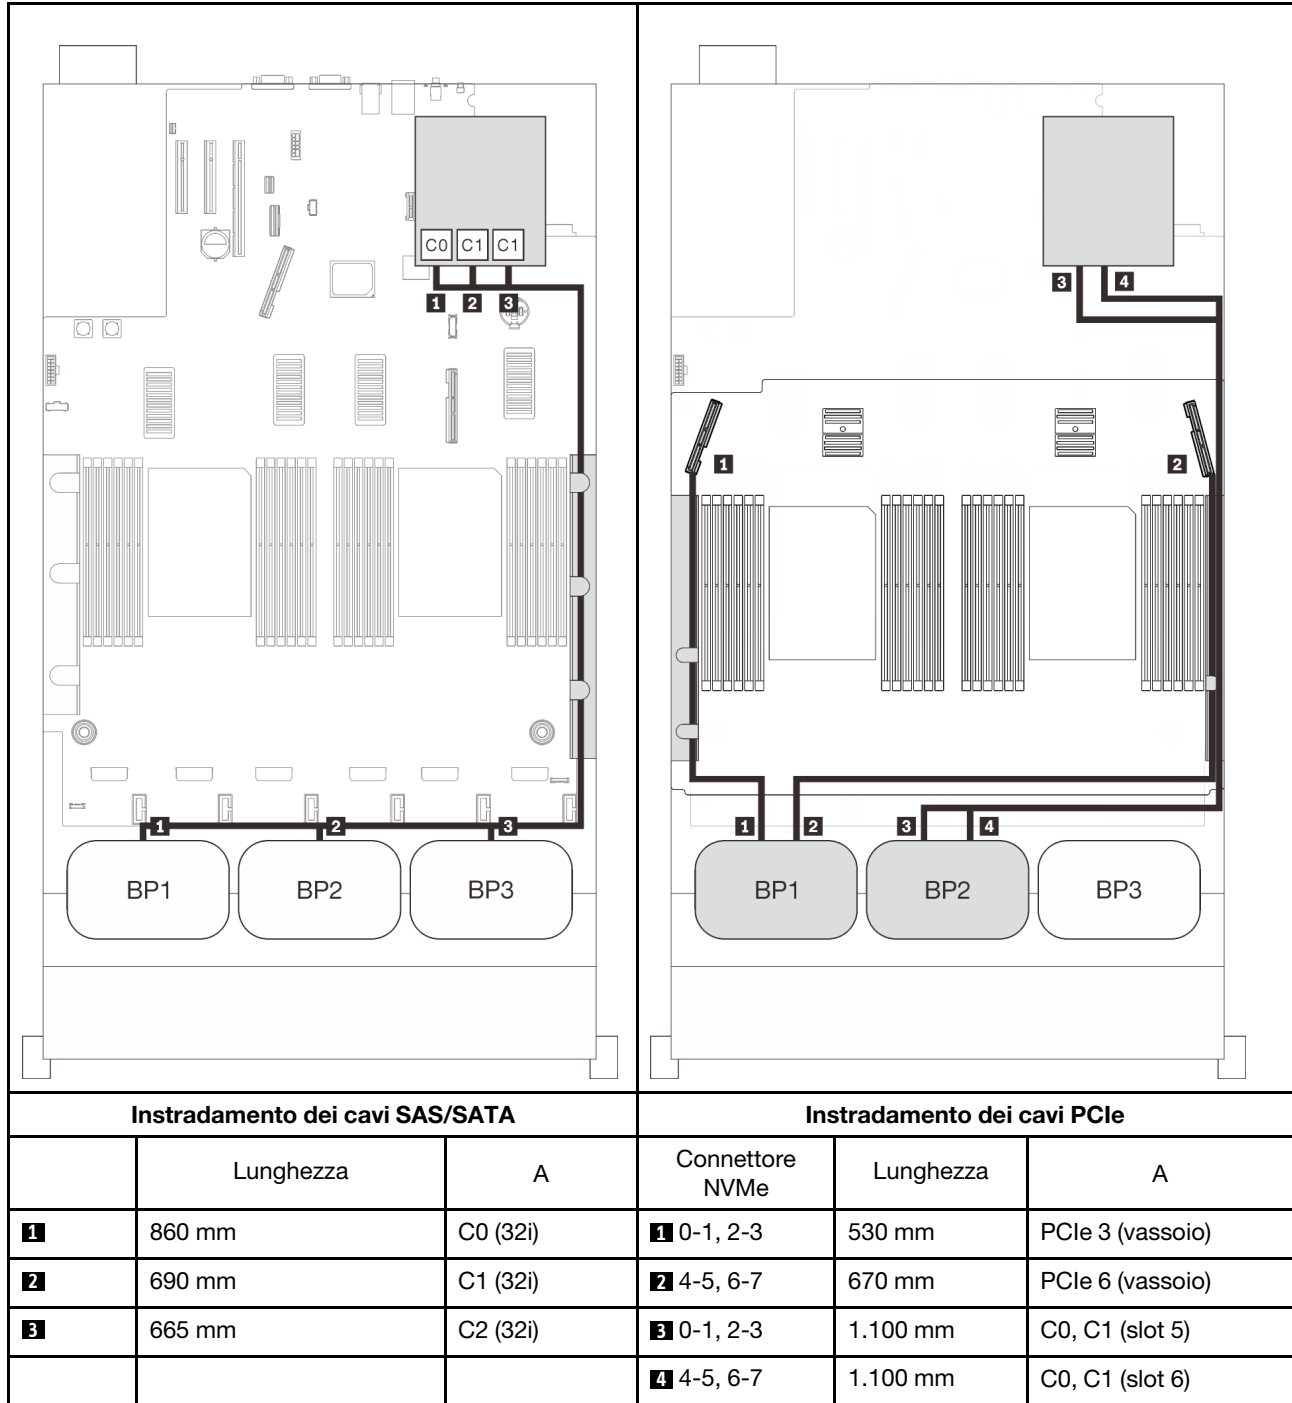 C0 C1 C1
1 2 3
1 2 3
BP1 BP2 BP3
3 4
1 2
1 2 3 4
BP1 BP2 BP3
Instradamento dei cavi SAS/SATA
Instradamento dei cavi PCIe
Lunghezza A Connettore NVMe Lunghezza A
1 860 mm C0 (32i) 1 0-1, 2-3 530 mm PCIe 3 (vassoio)
2 690 mm C1 (32i) 2 4-5, 6-7 670 mm PCIe 6 (vassoio)
3 665 mm C2 (32i) 3 0-1, 2-3 1.100 mm C0, C1 (slot 5)
4 4-5, 6-7 1.100 mm C0, C1 (slot 6)